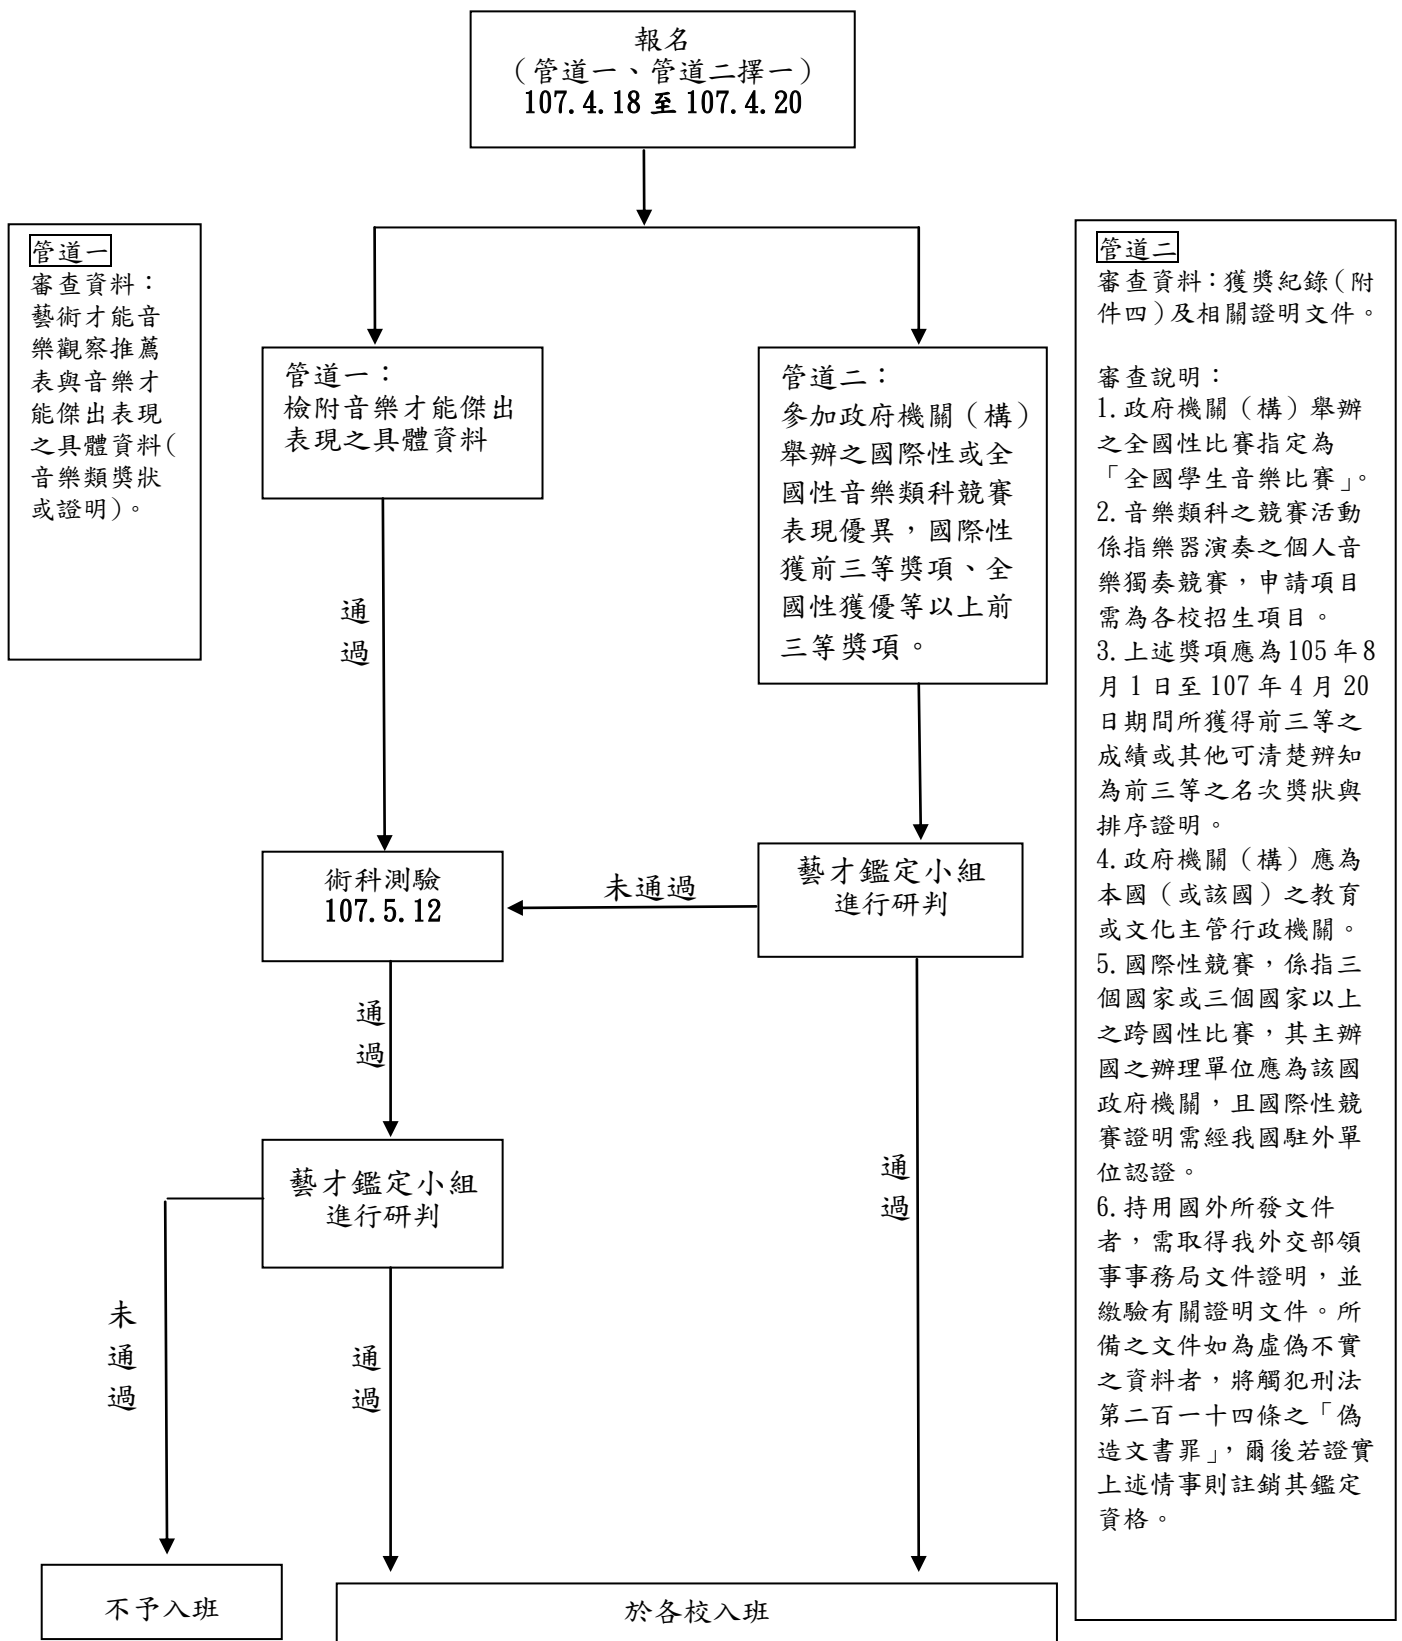 報名
（管道一、管道二擇一）
107.4.18 至 107.4.20
管道一
審查資料：
藝術才能音
樂觀察推薦
表與音樂才
能傑出表現
之具體資料(
音樂類獎狀
或證明)。
管道一：
檢附音樂才能傑出
表現之具體資料
管道二：
參加政府機關（構）
舉辦之國際性或全
國性音樂類科競賽
表現優異，國際性
獲前三等獎項、全
國性獲優等以上前
三等獎項。
通
過
術科測驗
107.5.12
未通過
藝才鑑定小組
進行研判
通
過
藝才鑑定小組
進行研判
通
過
未
通
過
通
過
不予入班
於各校入班
管道二
審查資料：獲獎紀錄（附
件四）及相關證明文件。
審查說明：
1.政府機關（構）舉辦
之全國性比賽指定為
「全國學生音樂比賽」。
2.音樂類科之競賽活動
係指樂器演奏之個人音
樂獨奏競賽，申請項目
需為各校招生項目。
3.上述獎項應為 105 年 8
月 1 日至 107 年 4 月 20
日期間所獲得前三等之
成績或其他可清楚辨知
為前三等之名次獎狀與
排序證明。
4.政府機關（構）應為
本國（或該國）之教育
或文化主管行政機關。
5.國際性競賽，係指三
個國家或三個國家以上
之跨國性比賽，其主辦
國之辦理單位應為該國
政府機關，且國際性競
賽證明需經我國駐外單
位認證。
6.持用國外所發文件
者，需取得我外交部領
事事務局文件證明，並
繳驗有關證明文件。所
備之文件如為虛偽不實
之資料者，將觸犯刑法
第二百一十四條之「偽
造文書罪」，爾後若證實
上述情事則註銷其鑑定
資格。